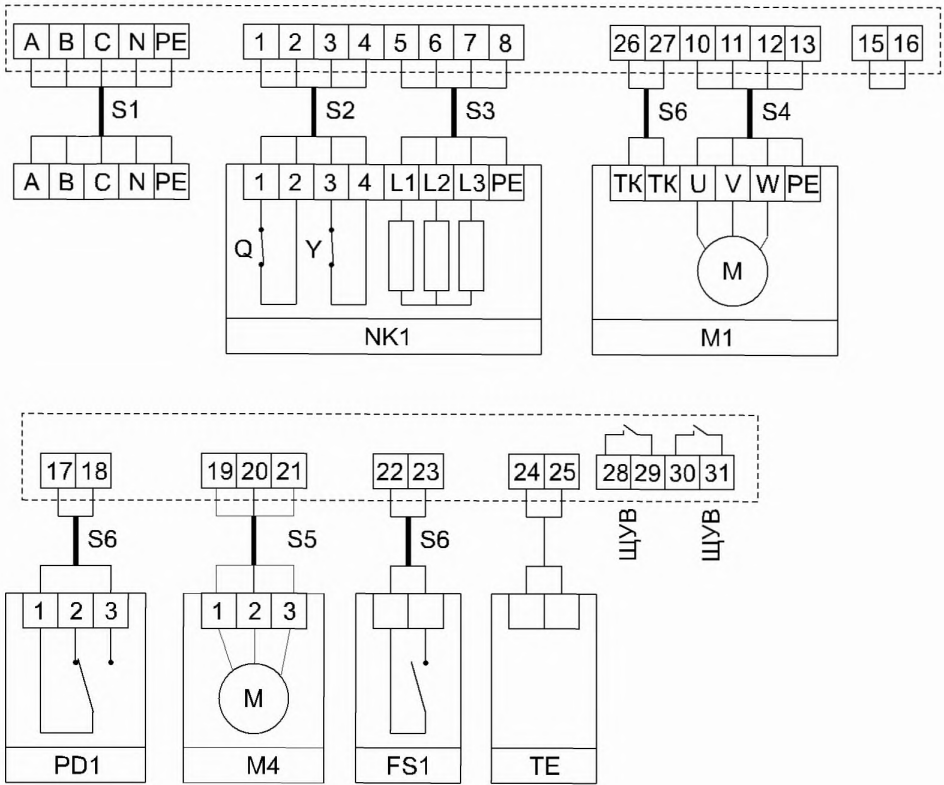 A B C N PE 1 2 3 4 5 6 7 8 26 27 10 11 12 13 15 16
S1 S2 S3 S6 S4
A B C N PE 1 2 3 4 L1 L2 L3 PE TK TK U V W PE
Q Y M
NK1 M1
17 18 19 20 21 22 23 24 25 28 29 30 31
ЩУВ ЩУВ
S6 S5 S6
1 2 3 1 2 3
M
PD1 M4 FS1 TE